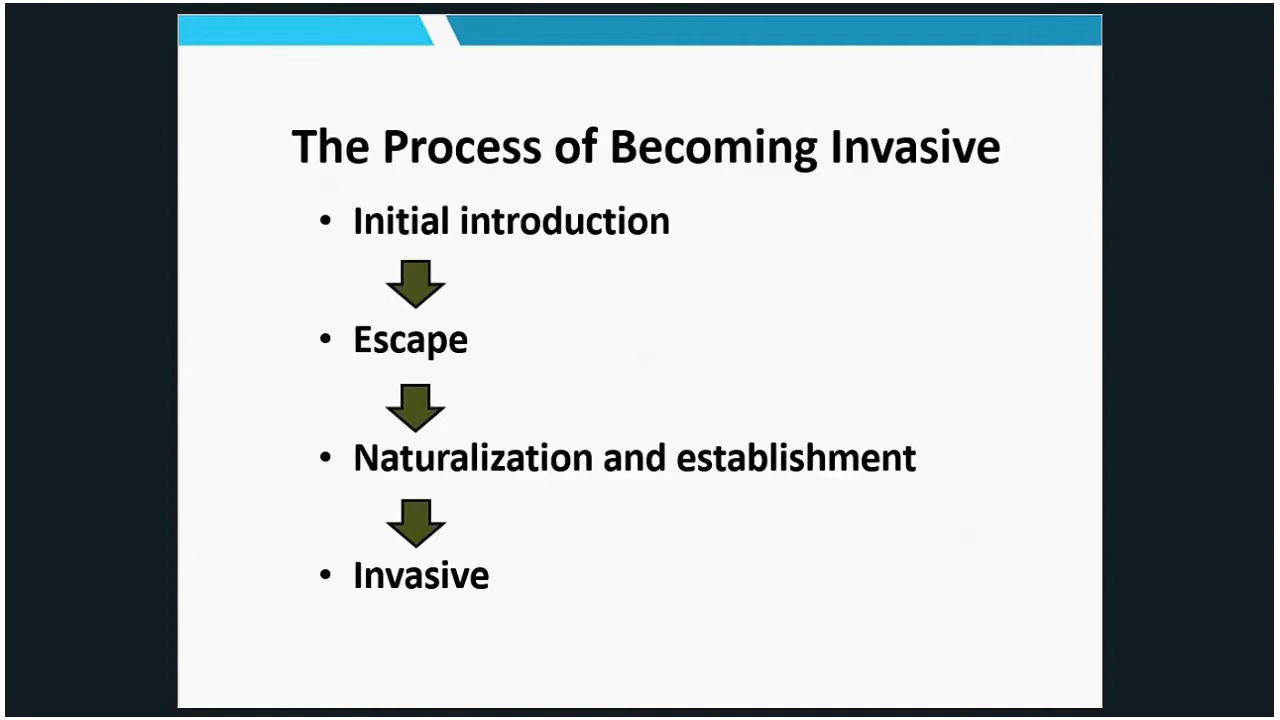 The Process of Becoming Invasive
• Initial introduction
• Escape
• Naturalization and establishment
• Invasive